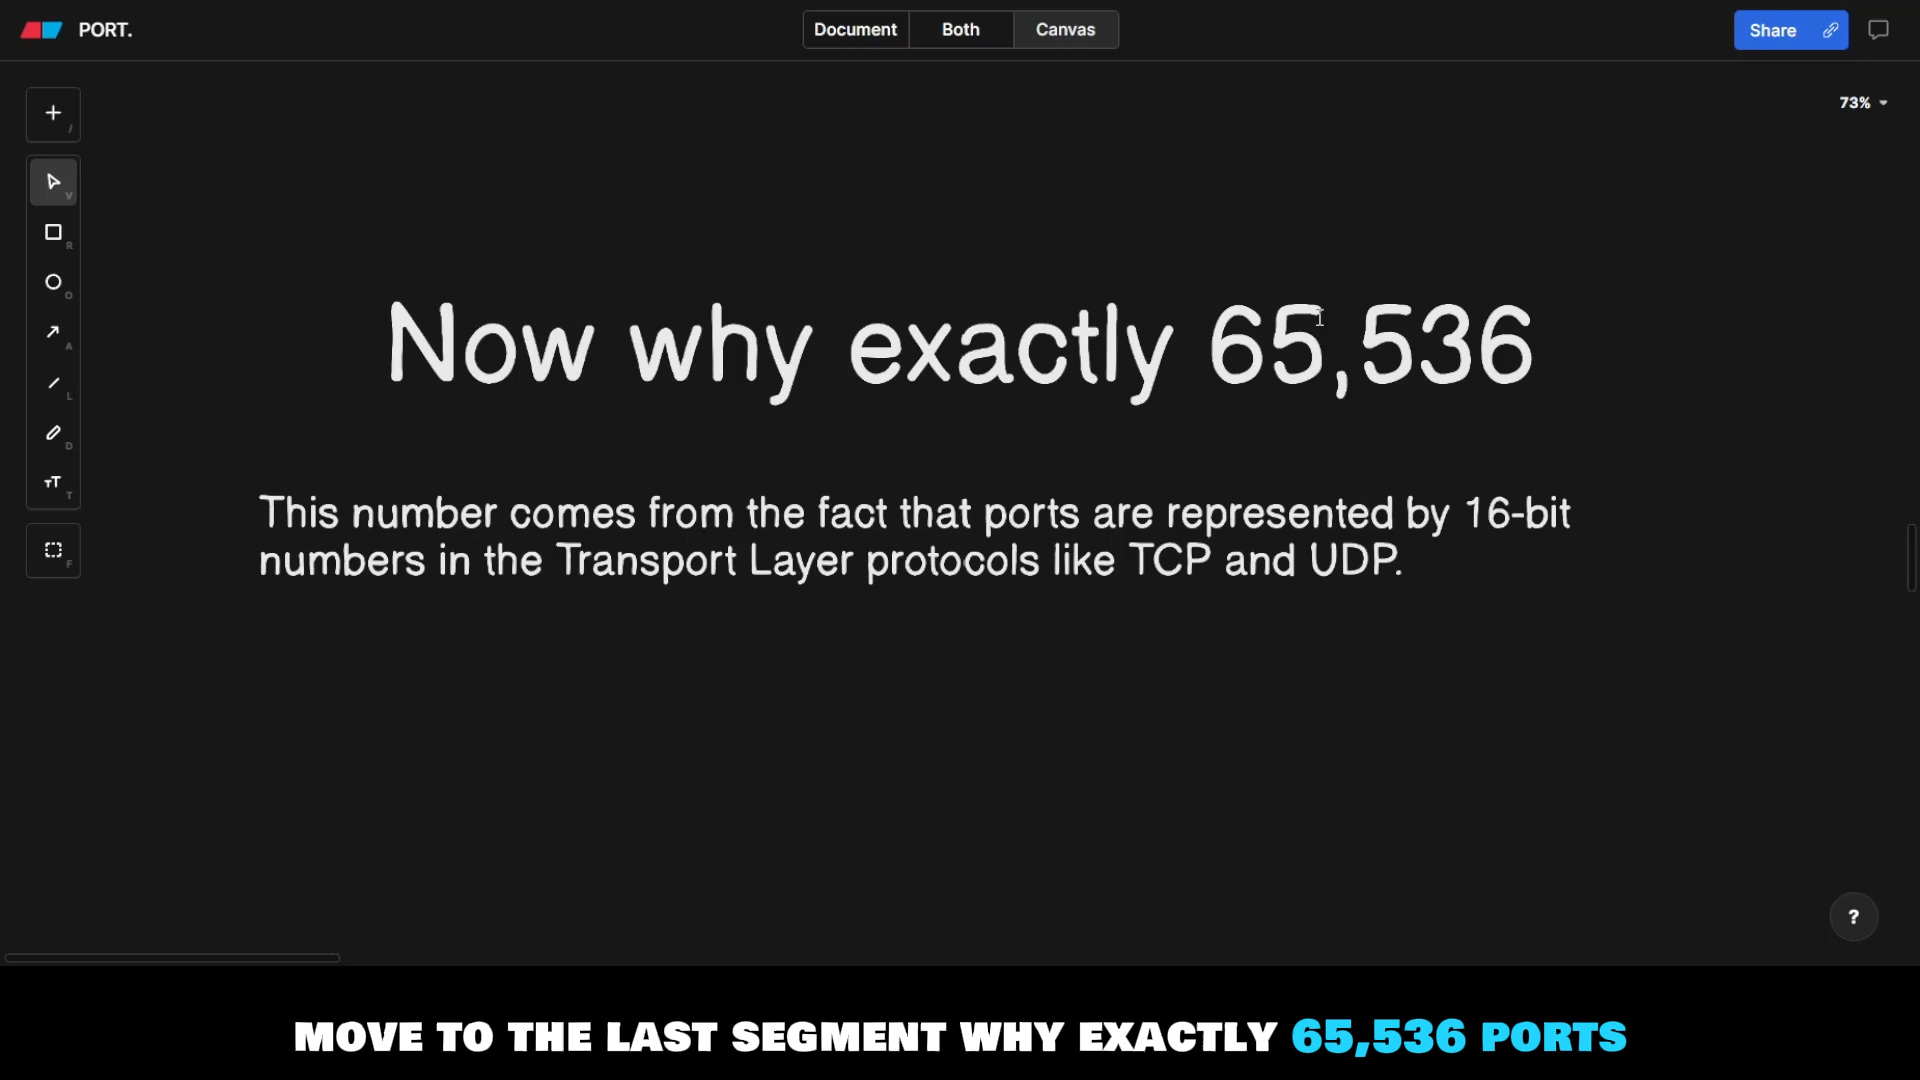 PORT.
Document Both Canvas
Share
73%
/
V
R
O
A
L
D
TT T
F
Now why exactly 65,536
This number comes from the fact that ports are represented by 16-bit
numbers in the Transport Layer protocols like TCP and UDP.
?
MOVE TO THE LAST SEGMENT WHY EXACTLY 65,536 PORTS